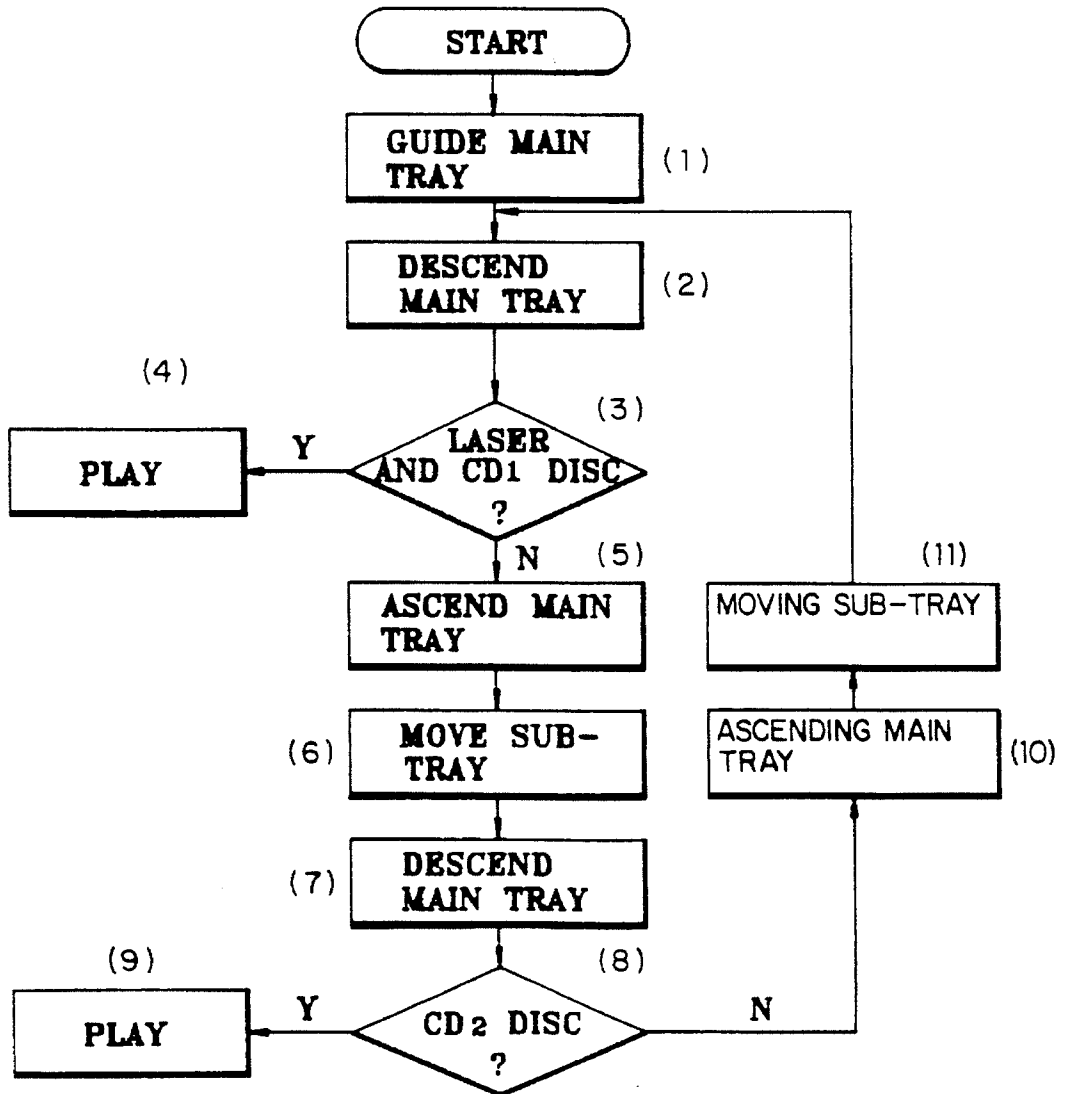 START
GUIDE MAIN
TRAY
(1)
DESCEND
MAIN TRAY
(2)
(4)
PLAY
Y
(3)
LASER
AND CD1 DISC
?
N
(5)
ASCEND MAIN
TRAY
(11)
MOVING SUB-TRAY
(6)
MOVE SUB-
TRAY
ASCENDING MAIN
TRAY
(10)
(7)
DESCEND
MAIN TRAY
(9)
PLAY
Y
(8)
CD2 DISC
?
N